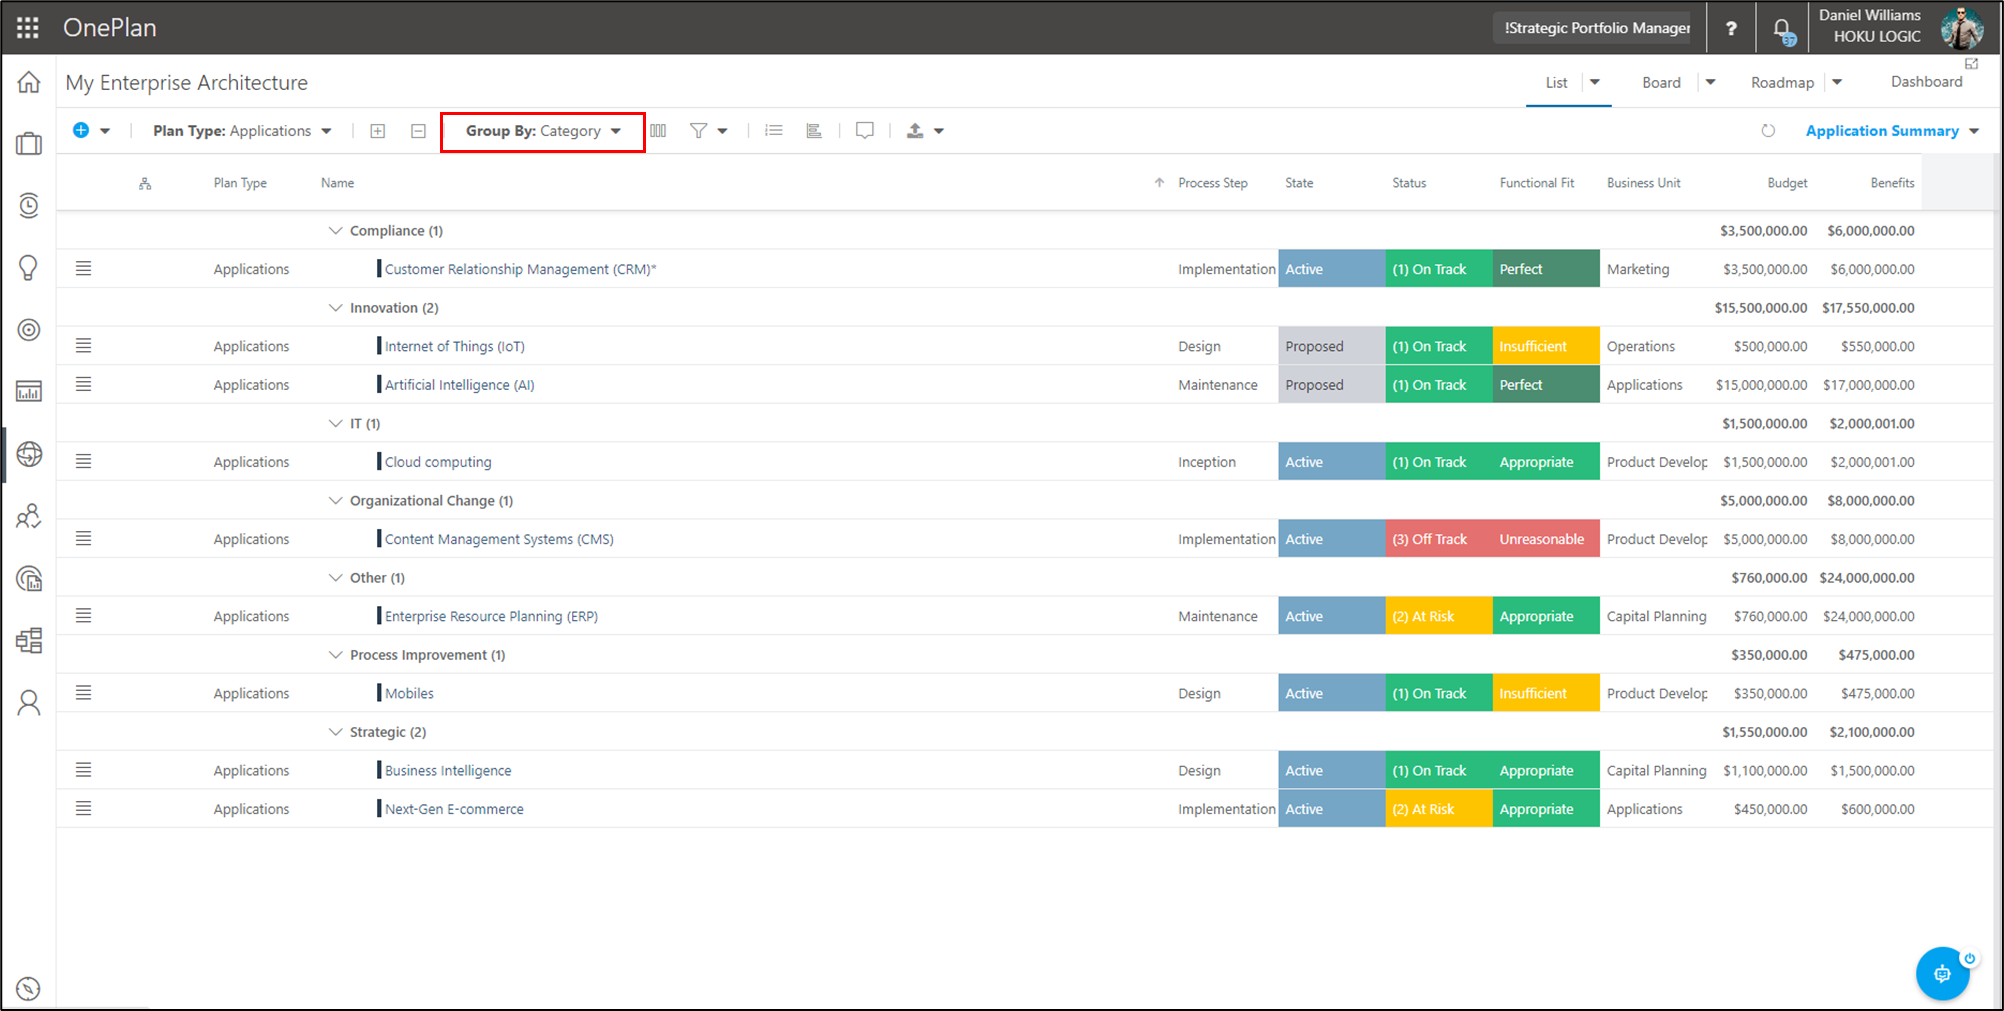 OnePlan
!Strategic Portfolio Manager
?
37
Daniel Williams
HOKU LOGIC
My Enterprise Architecture
List
Board
Roadmap
Dashboard
Plan Type: Applications
Group By: Category
Application Summary
Plan Type Name Process Step State Status Functional Fit Business Unit Budget Benefits
Compliance (1) $3,500,000.00 $6,000,000.00
Applications Customer Relationship Management (CRM)* Implementation Active (1) On Track Perfect Marketing $3,500,000.00 $6,000,000.00
Innovation (2) $15,500,000.00 $17,550,000.00
Applications Internet of Things (IoT) Design Proposed (1) On Track Insufficient Operations $500,000.00 $550,000.00
Applications Artificial Intelligence (AI) Maintenance Proposed (1) On Track Perfect Applications $15,000,000.00 $17,000,000.00
IT (1) $1,500,000.00 $2,000,001.00
Applications Cloud computing Inception Active (1) On Track Appropriate Product Develop $1,500,000.00 $2,000,001.00
Organizational Change (1) $5,000,000.00 $8,000,000.00
Applications Content Management Systems (CMS) Implementation Active (3) Off Track Unreasonable Product Develop $5,000,000.00 $8,000,000.00
Other (1) $760,000.00 $24,000,000.00
Applications Enterprise Resource Planning (ERP) Maintenance Active (2) At Risk Appropriate Capital Planning $760,000.00 $24,000,000.00
Process Improvement (1) $350,000.00 $475,000.00
Applications Mobiles Design Active (1) On Track Insufficient Product Develop $350,000.00 $475,000.00
Strategic (2) $1,550,000.00 $2,100,000.00
Applications Business Intelligence Design Active (1) On Track Appropriate Capital Planning $1,100,000.00 $1,500,000.00
Applications Next-Gen E-commerce Implementation Active (2) At Risk Appropriate Applications $450,000.00 $600,000.00